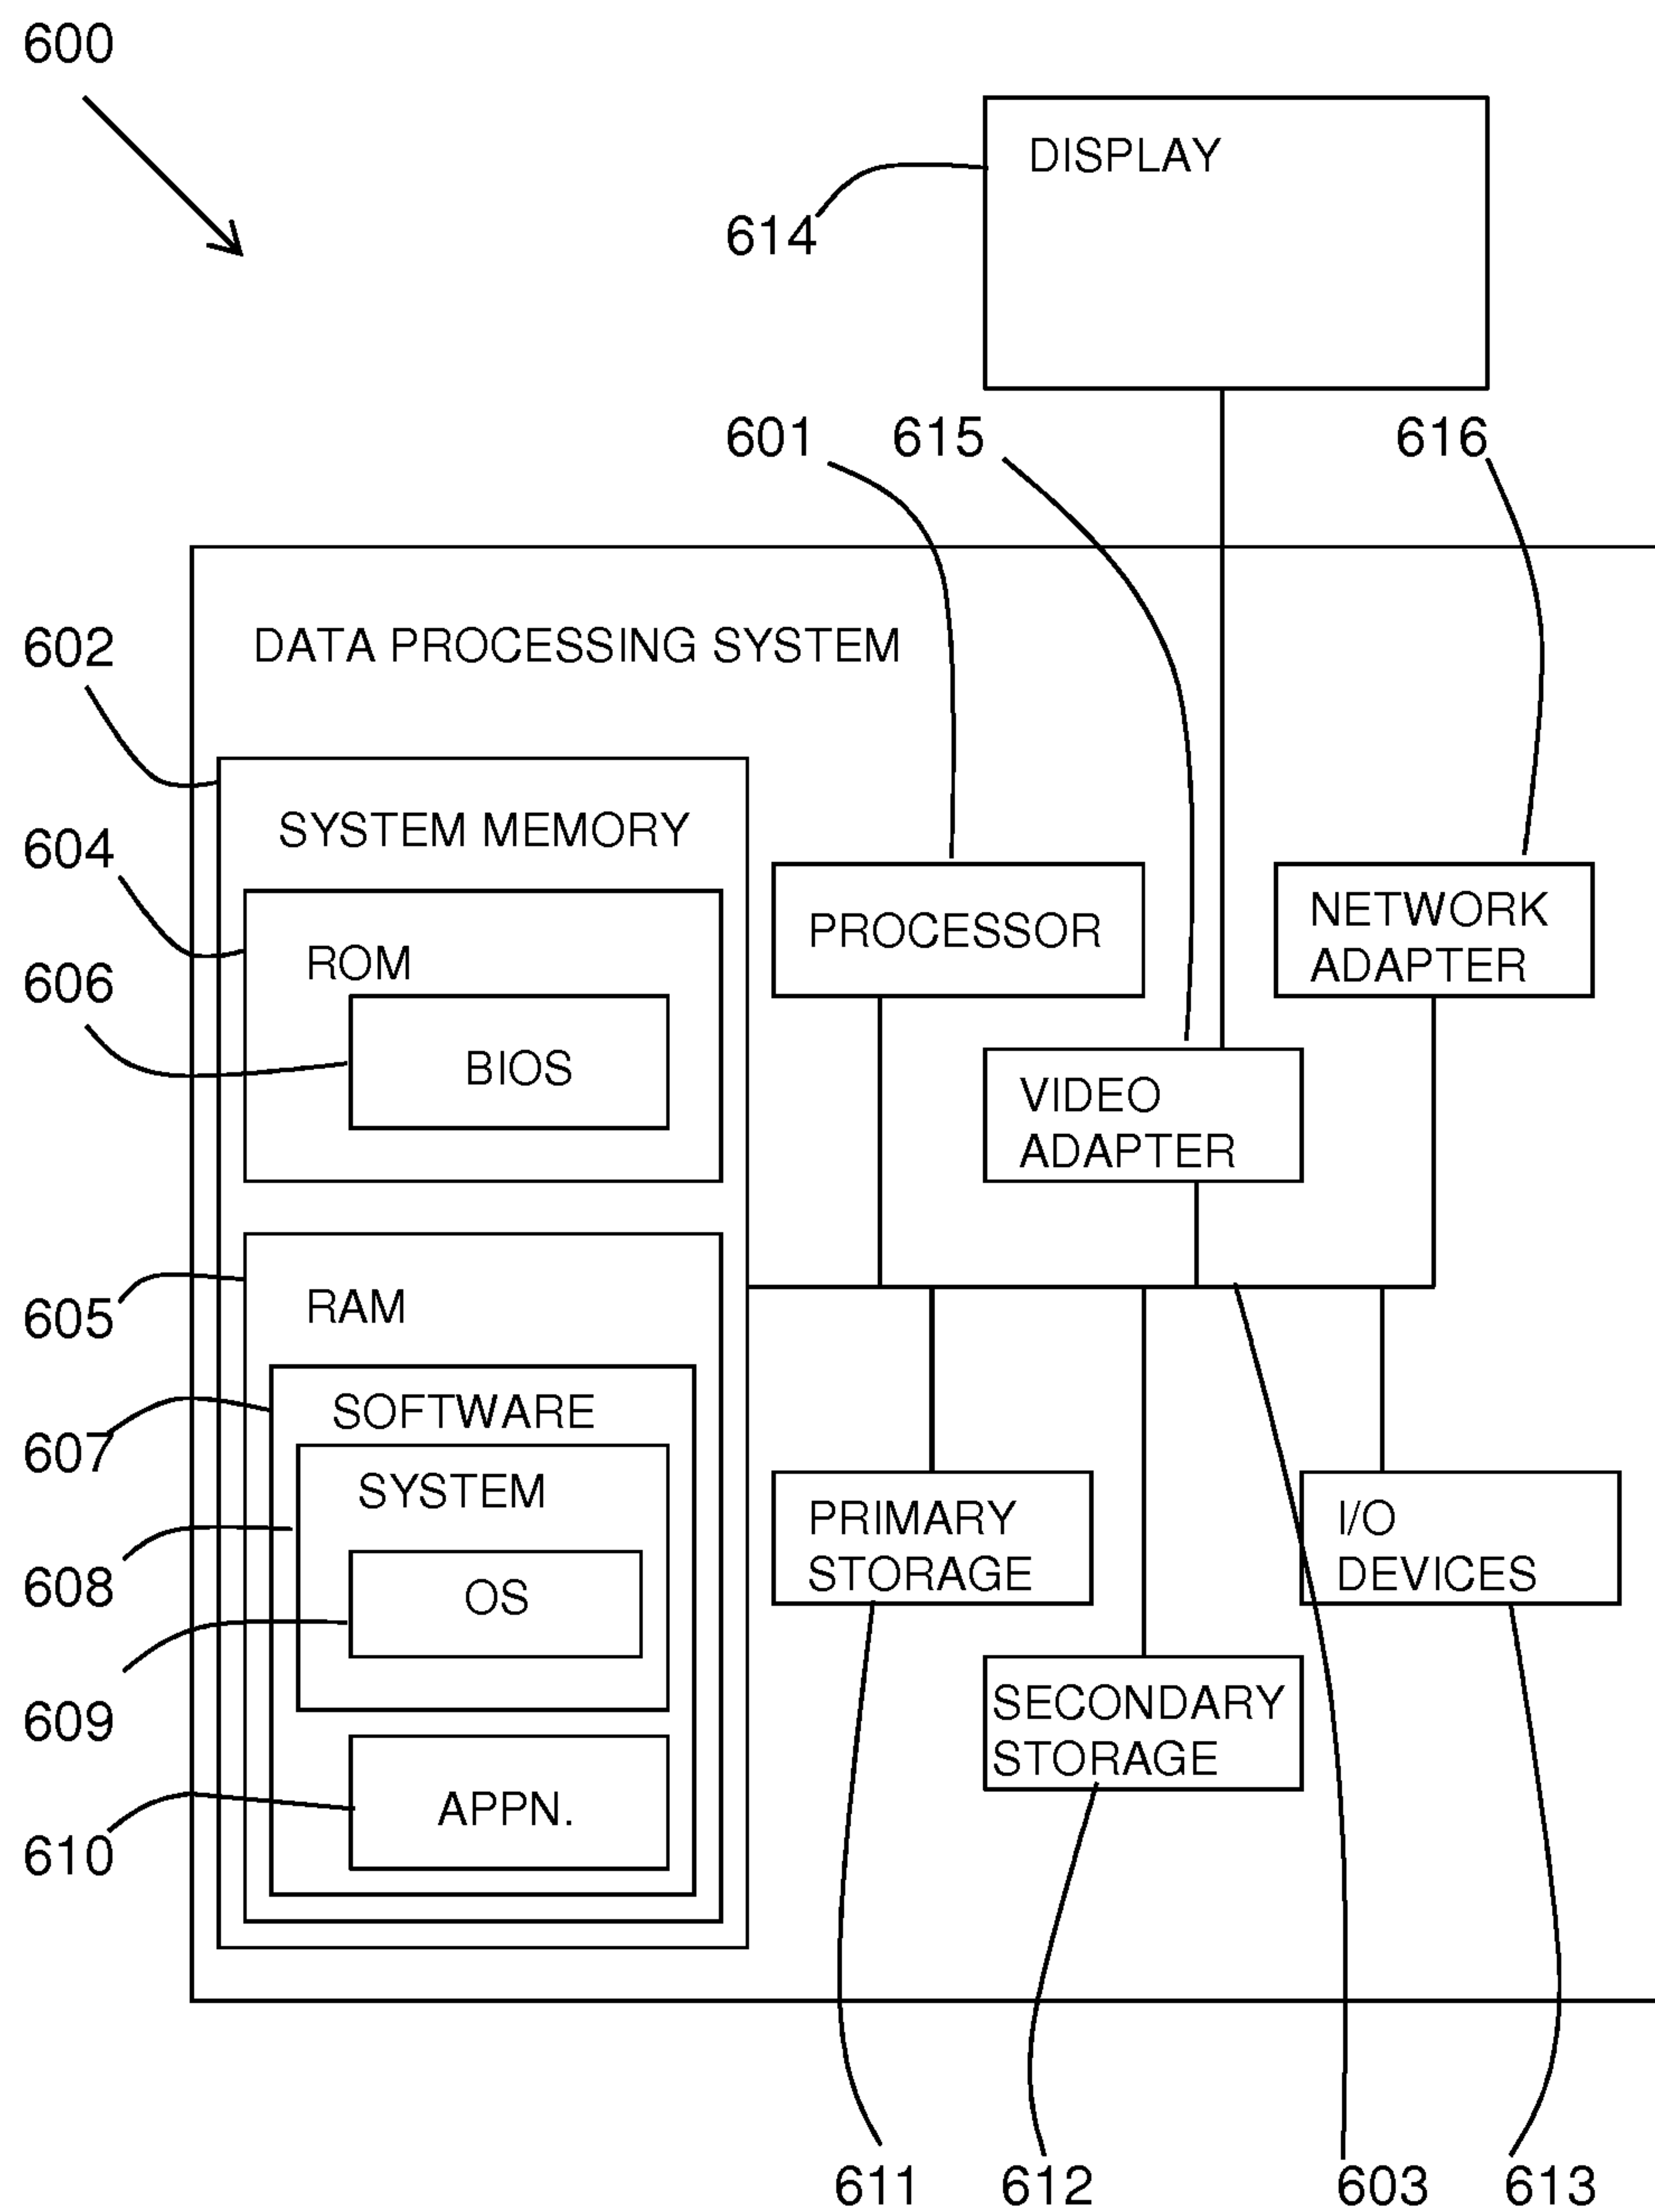 600
DISPLAY
614
601
615
616
602
DATA PROCESSING SYSTEM
SYSTEM MEMORY
604
PROCESSOR
NETWORK
ADAPTER
ROM
606
BIOS
VIDEO
ADAPTER
605
RAM
607
SOFTWARE
SYSTEM
PRIMARY
STORAGE
I/O
DEVICES
608
OS
609
SECONDARY
STORAGE
610
APPN.
611
612
603
613